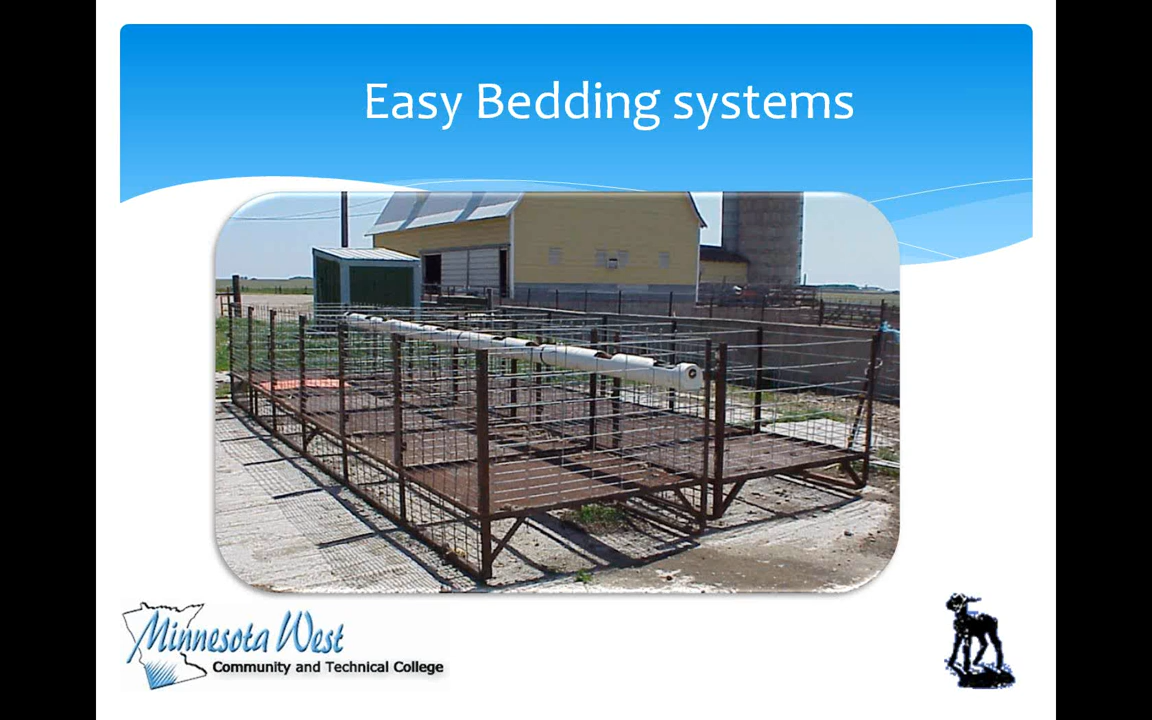 Easy Bedding systems
Minnesota West
Community and Technical College